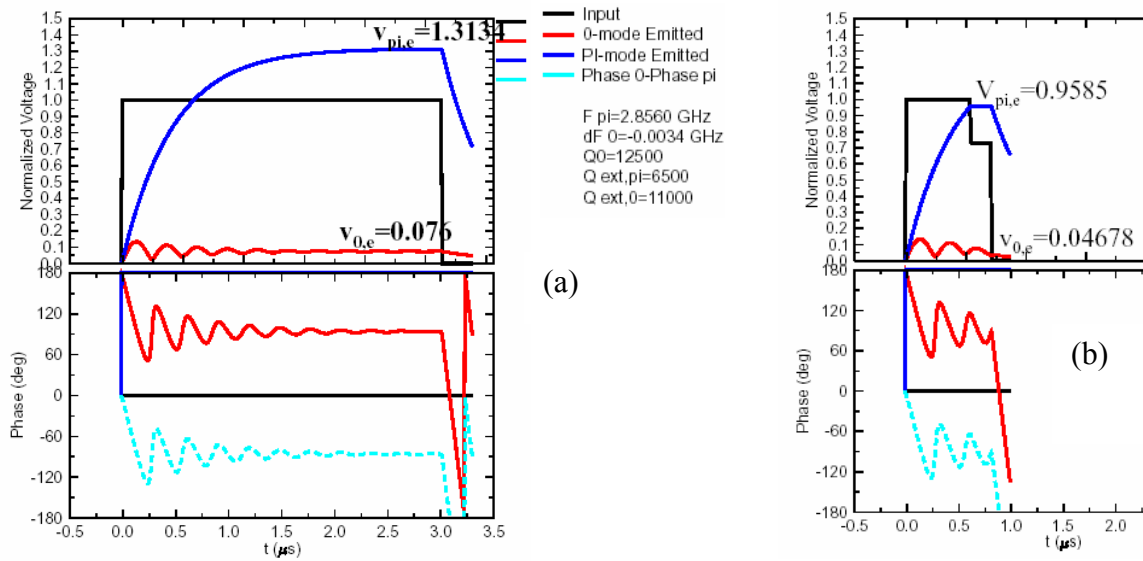 Input
0-mode Emitted
PI-mode Emitted
Phase 0-Phase pi
F pi=2.8560 GHz
dF 0=-0.0034 GHz
Q0=12500
Q ext,pi=6500
Q ext,0=11000
Normalized Voltage
1.5
1.4
1.3
1.2
1.1
1.0
0.9
0.8
0.7
0.6
0.5
0.4
0.3
0.2
0.1
0.0
v pi,e =1.3134
v 0,e =0.076
Phase (deg)
180
120
60
0
-60
-120
-180
-0.5 0.0 0.5 1.0 1.5 2.0 2.5 3.0 3.5
t (μs)
(a)
Normalized Voltage
1.5
1.4
1.3
1.2
1.1
1.0
0.9
0.8
0.7
0.6
0.5
0.4
0.3
0.2
0.1
0.0
V pi,e =0.9585
v 0,e =0.04678
Phase (deg)
180
120
60
0
-60
-120
-180
-0.5 0.0 0.5 1.0 1.5 2.0
t (μs)
(b)